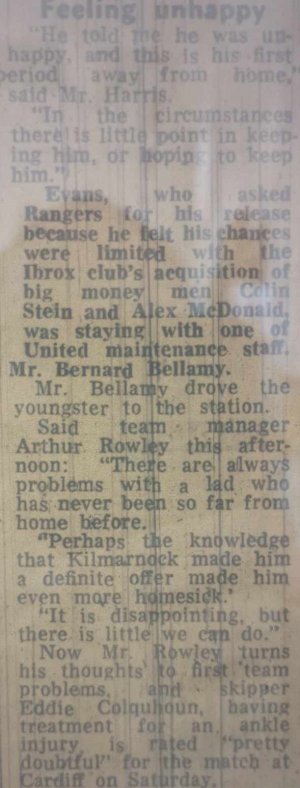 Feeling unhappy
"He told me he was un-
happy, and this is his first
period away from home,"
said Mr. Harris.
"In the circumstances
there is little point in keep-
ing him, or hoping to keep
him."
Evans, who asked
Rangers for his release
because he felt his chances
were limited with the
Ibrox club's acquisition of
big money men Colin
Stein and Alex McDonald,
was staying with one of
United maintenance staff.
Mr. Bernard Bellamy.
Mr. Bellamy drove the
youngster to the station.
Said team manager
Arthur Rowley this after-
noon: "There are always
problems with a lad who
has never been so far from
home before.
"Perhaps the knowledge
that Kilmarnock made him
a definite offer made him
even more homesick.'
"It is disappointing, but
there is little we can do."
Now Mr. Rowley turns
his thoughts to first team
problems, and skipper
Eddie Colquhoun, having
treatment for an ankle
injury, is rated "pretty
doubtful" for the match at
Cardiff on Saturday.